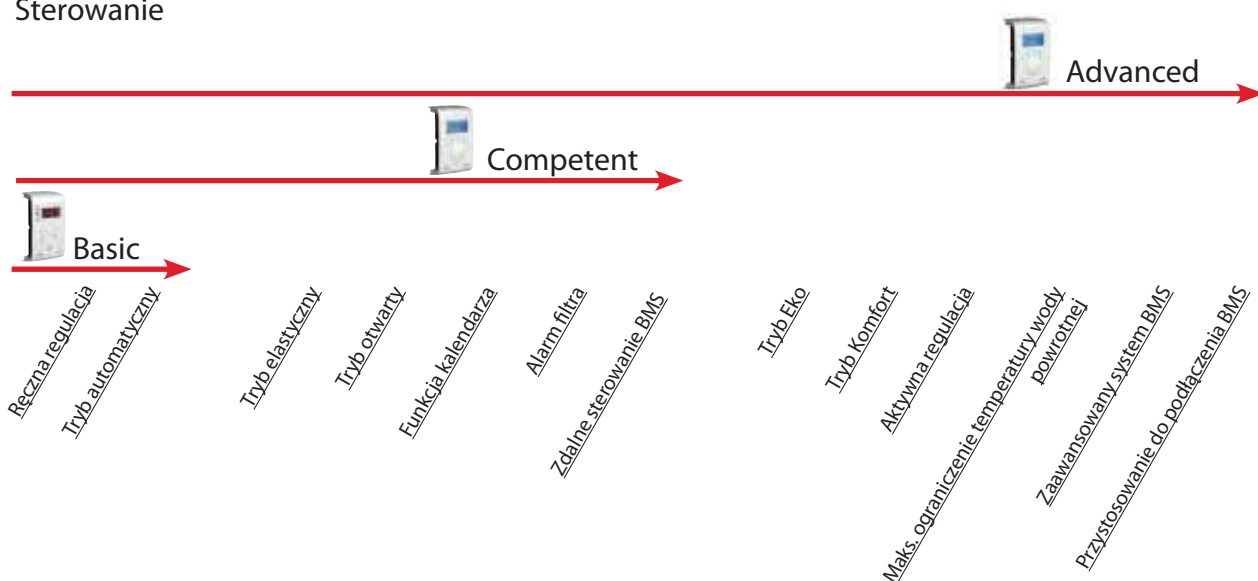 Sterowanie
Advanced
Competent
Basic
Ręczna regulacja
Tryb automatyczny
Tryb elastyczny
Tryb otwarty
Funkcja kalendarza
Alarm filtra
Zdalne sterowanie BMS
Tryb Eko
Tryb Komfort
Aktywna regulacja
Maks. ograniczenie temperatury wody
powrotnej
Zaawansowany system BMS
Przystosowanie do podłączenia BMS